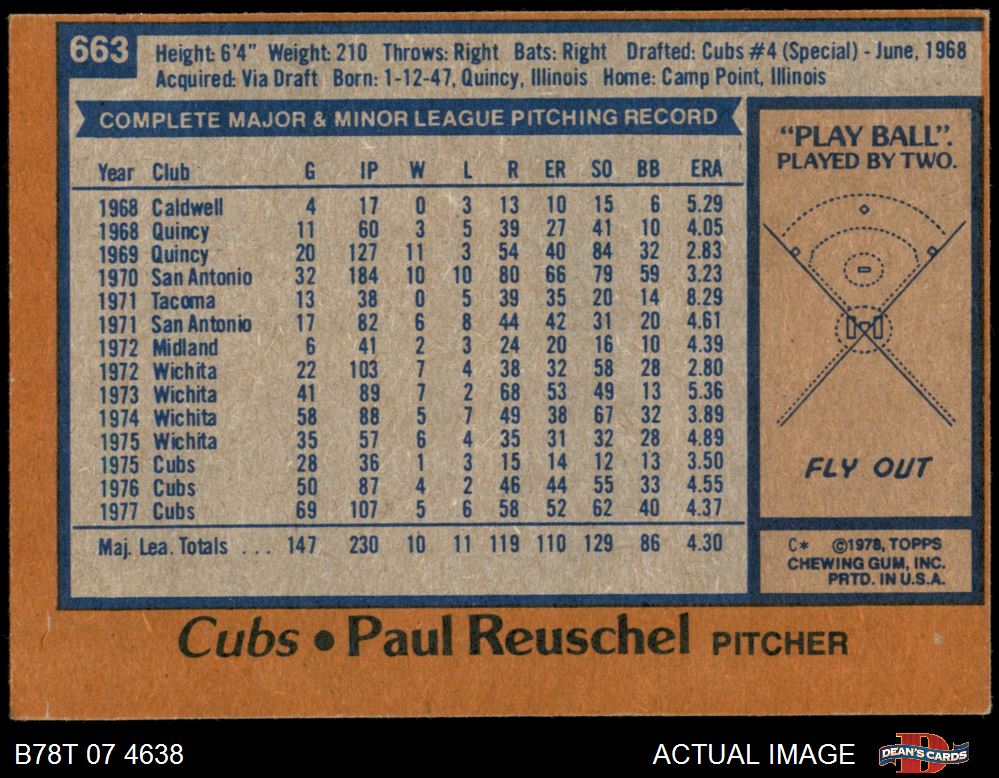 663
Height: 6'4" Weight: 210 Throws: Right Bats: Right Drafted: Cubs #4 (Special) - June, 1968
Acquired: Via Draft Born: 1-12-47, Quincy, Illinois Home: Camp Point, Illinois
COMPLETE MAJOR & MINOR LEAGUE PITCHING RECORD
Year Club G IP W L R ER SO BB ERA
1968 Caldwell 4 17 0 3 13 10 15 6 5.29
1968 Quincy 11 60 3 5 39 27 41 10 4.05
1969 Quincy 20 127 11 3 54 40 84 32 2.83
1970 San Antonio 32 184 10 10 80 66 79 59 3.23
1971 Tacoma 13 38 0 5 39 35 20 14 8.29
1971 San Antonio 17 82 6 8 44 42 31 20 4.61
1972 Midland 6 41 2 3 24 20 16 10 4.39
1972 Wichita 22 103 7 4 38 32 58 28 2.80
1973 Wichita 41 89 7 2 68 53 49 13 5.36
1974 Wichita 58 88 5 7 49 38 67 32 3.89
1975 Wichita 35 57 6 4 35 31 32 28 4.89
1975 Cubs 28 36 1 3 15 14 12 13 3.50
1976 Cubs 50 87 4 2 46 44 55 33 4.55
1977 Cubs 69 107 5 6 58 52 62 40 4.37
Maj. Lea. Totals ... 147 230 10 11 119 110 129 86 4.30
"PLAY BALL".
PLAYED BY TWO.
FLY OUT
C* ©1978, TOPPS
CHEWING GUM, INC.
PRTD. IN U.S.A.
Cubs • Paul Reuschel PITCHER
B78T 07 4638 ACTUAL IMAGE DEAN'S CARDS